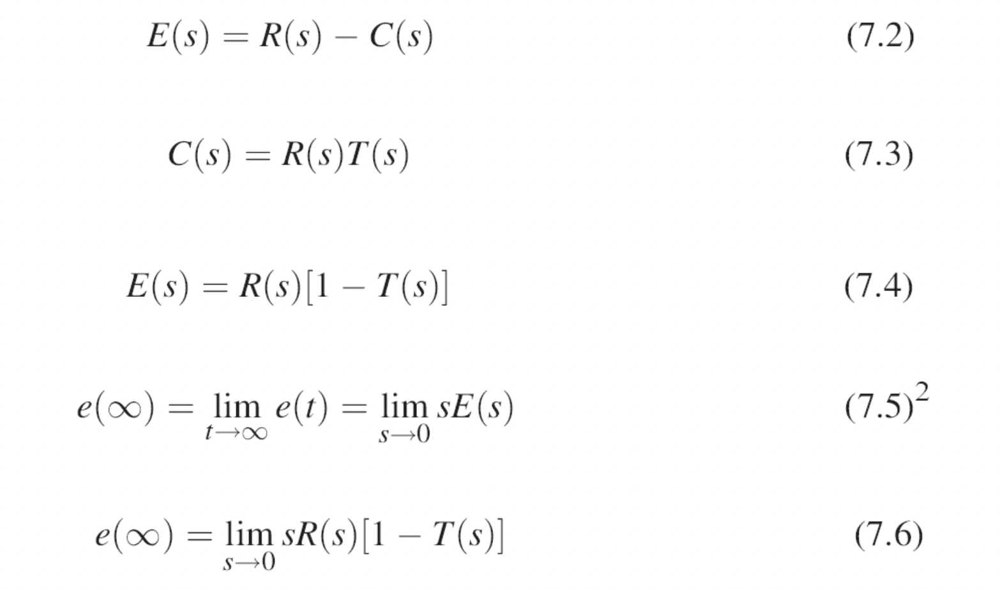 E(s) = R(s) − C(s) (7.2)
C(s) = R(s)T(s) (7.3)
E(s) = R(s)[1 − T(s)] (7.4)
e(∞) = lim_{t→∞} e(t) = lim_{s→0} sE(s) (7.5)²
e(∞) = lim_{s→0} sR(s)[1 − T(s)] (7.6)